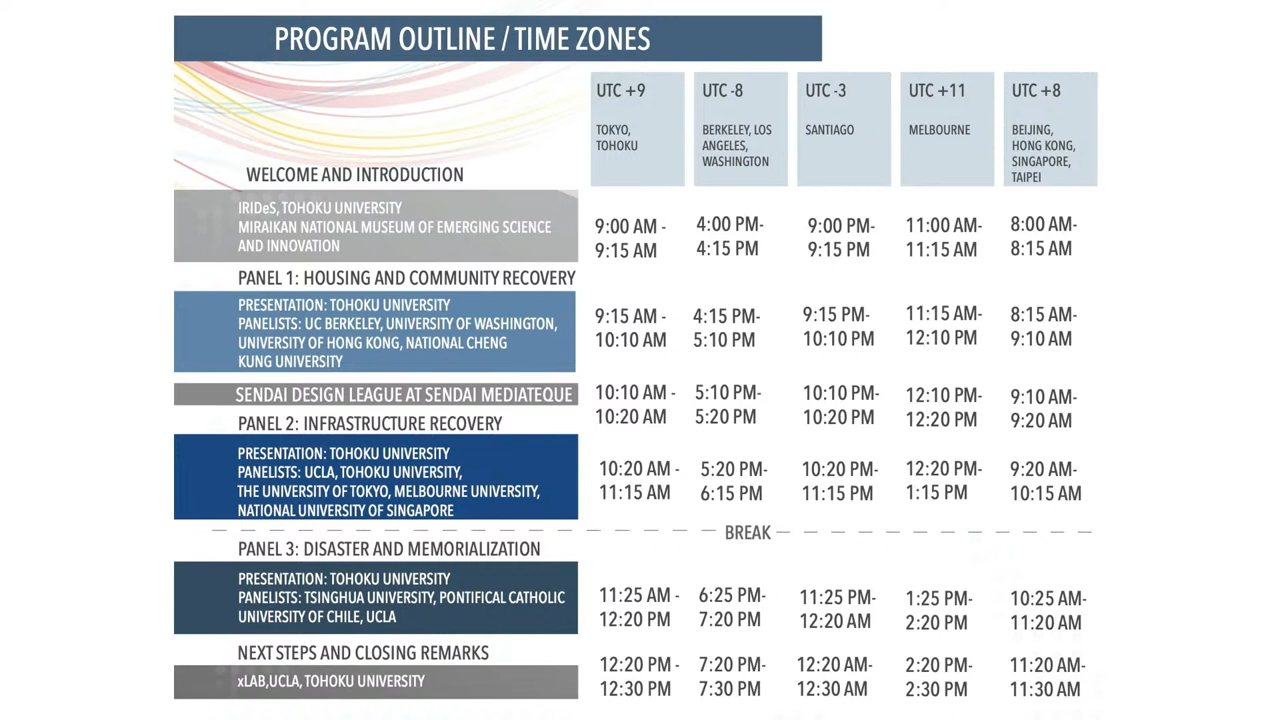 PROGRAM OUTLINE / TIME ZONES
UTC +9
TOKYO,
TOHOKU
UTC -8
BERKELEY, LOS
ANGELES,
WASHINGTON
UTC -3
SANTIAGO
UTC +11
MELBOURNE
UTC +8
BEIJING,
HONG KONG,
SINGAPORE,
TAIPEI
WELCOME AND INTRODUCTION
IRIDeS, TOHOKU UNIVERSITY
MIRAIKAN NATIONAL MUSEUM OF EMERGING SCIENCE
AND INNOVATION
9:00 AM -
9:15 AM
4:00 PM-
4:15 PM
9:00 PM-
9:15 PM
11:00 AM-
11:15 AM
8:00 AM-
8:15 AM
PANEL 1: HOUSING AND COMMUNITY RECOVERY
PRESENTATION: TOHOKU UNIVERSITY
PANELISTS: UC BERKELEY, UNIVERSITY OF WASHINGTON,
UNIVERSITY OF HONG KONG, NATIONAL CHENG
KUNG UNIVERSITY
9:15 AM -
10:10 AM
4:15 PM-
5:10 PM
9:15 PM-
10:10 PM
11:15 AM-
12:10 PM
8:15 AM-
9:10 AM
SENDAI DESIGN LEAGUE AT SENDAI MEDIATEQUE
10:10 AM -
10:20 AM
5:10 PM-
5:20 PM
10:10 PM-
10:20 PM
12:10 PM-
12:20 PM
9:10 AM-
9:20 AM
PANEL 2: INFRASTRUCTURE RECOVERY
PRESENTATION: TOHOKU UNIVERSITY
PANELISTS: UCLA, TOHOKU UNIVERSITY,
THE UNIVERSITY OF TOKYO, MELBOURNE UNIVERSITY,
NATIONAL UNIVERSITY OF SINGAPORE
10:20 AM -
11:15 AM
5:20 PM-
6:15 PM
10:20 PM-
11:15 PM
12:20 PM-
1:15 PM
9:20 AM-
10:15 AM
BREAK
PANEL 3: DISASTER AND MEMORIALIZATION
PRESENTATION: TOHOKU UNIVERSITY
PANELISTS: TSINGHUA UNIVERSITY, PONTIFICAL CATHOLIC
UNIVERSITY OF CHILE, UCLA
11:25 AM -
12:20 PM
6:25 PM-
7:20 PM
11:25 PM-
12:20 AM
1:25 PM-
2:20 PM
10:25 AM-
11:20 AM
NEXT STEPS AND CLOSING REMARKS
xLAB,UCLA, TOHOKU UNIVERSITY
12:20 PM -
12:30 PM
7:20 PM-
7:30 PM
12:20 AM-
12:30 AM
2:20 PM-
2:30 PM
11:20 AM-
11:30 AM